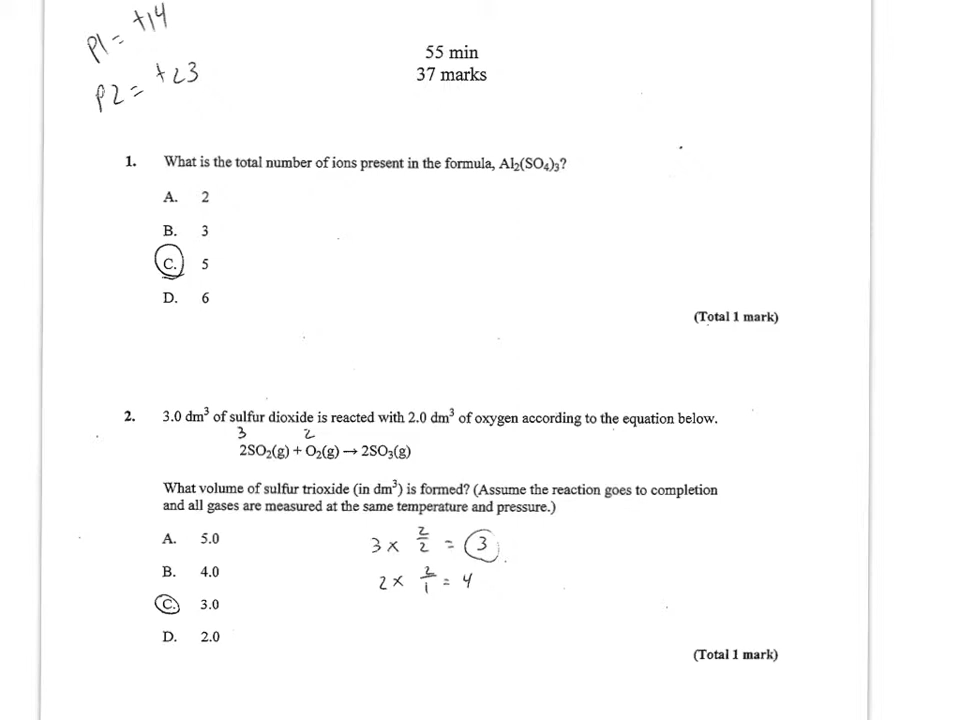 P1 = +14
P2 = +23
55 min
37 marks
1. What is the total number of ions present in the formula, Al₂(SO₄)₃?
A. 2
B. 3
C. 5
D. 6
(Total 1 mark)
2. 3.0 dm³ of sulfur dioxide is reacted with 2.0 dm³ of oxygen according to the equation below.
3 2
2SO₂(g) + O₂(g) → 2SO₃(g)
What volume of sulfur trioxide (in dm³) is formed? (Assume the reaction goes to completion
and all gases are measured at the same temperature and pressure.)
A. 5.0
3 × 2/2 = 3
B. 4.0
2 × 2/1 = 4
C. 3.0
D. 2.0
(Total 1 mark)